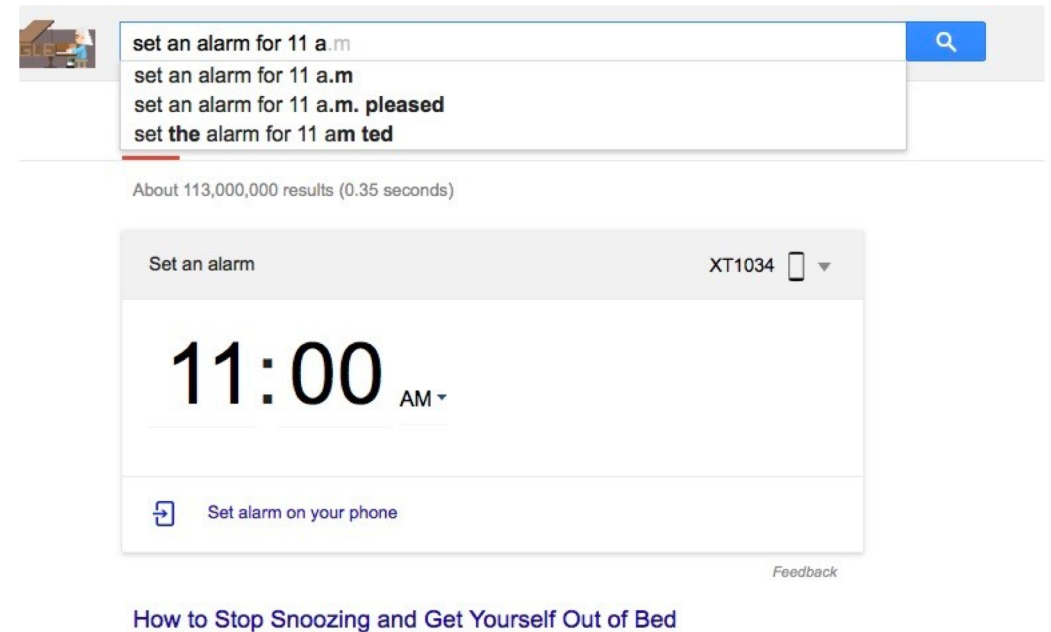 GLE
set an alarm for 11 a.m
set an alarm for 11 a.m
set an alarm for 11 a.m. pleased
set the alarm for 11 am ted
About 113,000,000 results (0.35 seconds)
Set an alarm XT1034
11:00 AM
Set alarm on your phone
Feedback
How to Stop Snoozing and Get Yourself Out of Bed